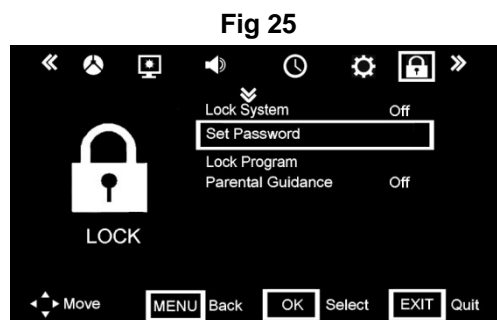 Fig 25
Lock System Off
Set Password
Lock Program
Parental Guidance Off
LOCK
Move MENU Back OK Select EXIT Quit